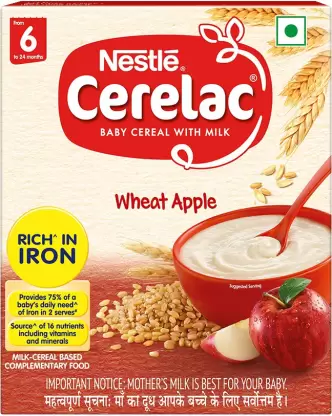 from
6
to 24 months
Nestlé
Cerelac®
BABY CEREAL WITH MILK
Wheat Apple
RICH^ IN
IRON
Provides 75% of a
baby's daily need^
of Iron in 2 serves*
Source^ of 16 nutrients
including vitamins
and minerals
MILK-CEREAL BASED
COMPLEMENTARY FOOD
Suggested Serving
IMPORTANT NOTICE: MOTHER'S MILK IS BEST FOR YOUR BABY.
महत्वपूर्ण सूचना: माँ का दूध आपके बच्चे के लिए सर्वोत्तम है।